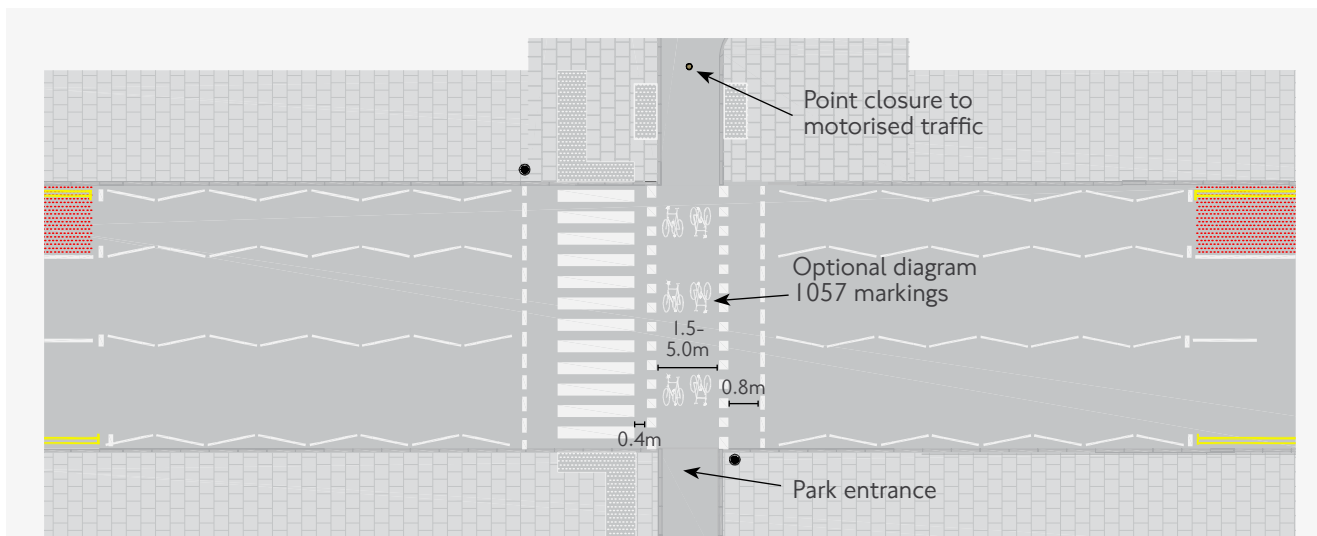 Point closure to
motorised traffic
Optional diagram
1057 markings
1.5–
5.0m
0.8m
0.4m
Park entrance